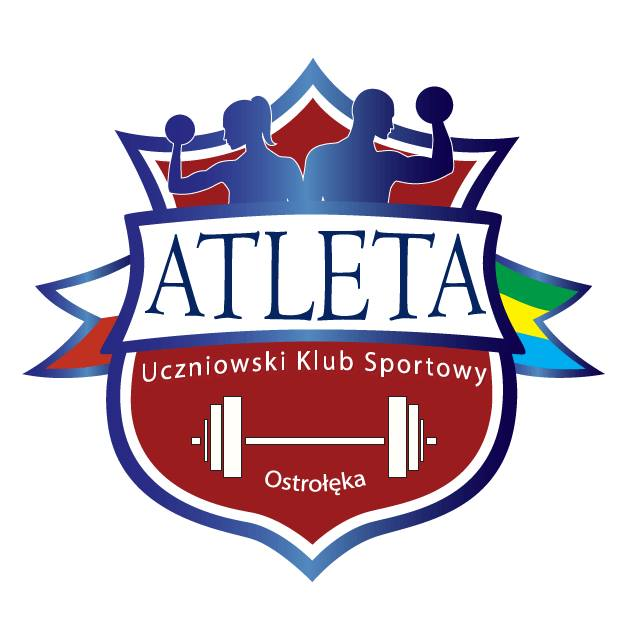 ATLETA
Uczniowski Klub Sportowy
Ostrołęka